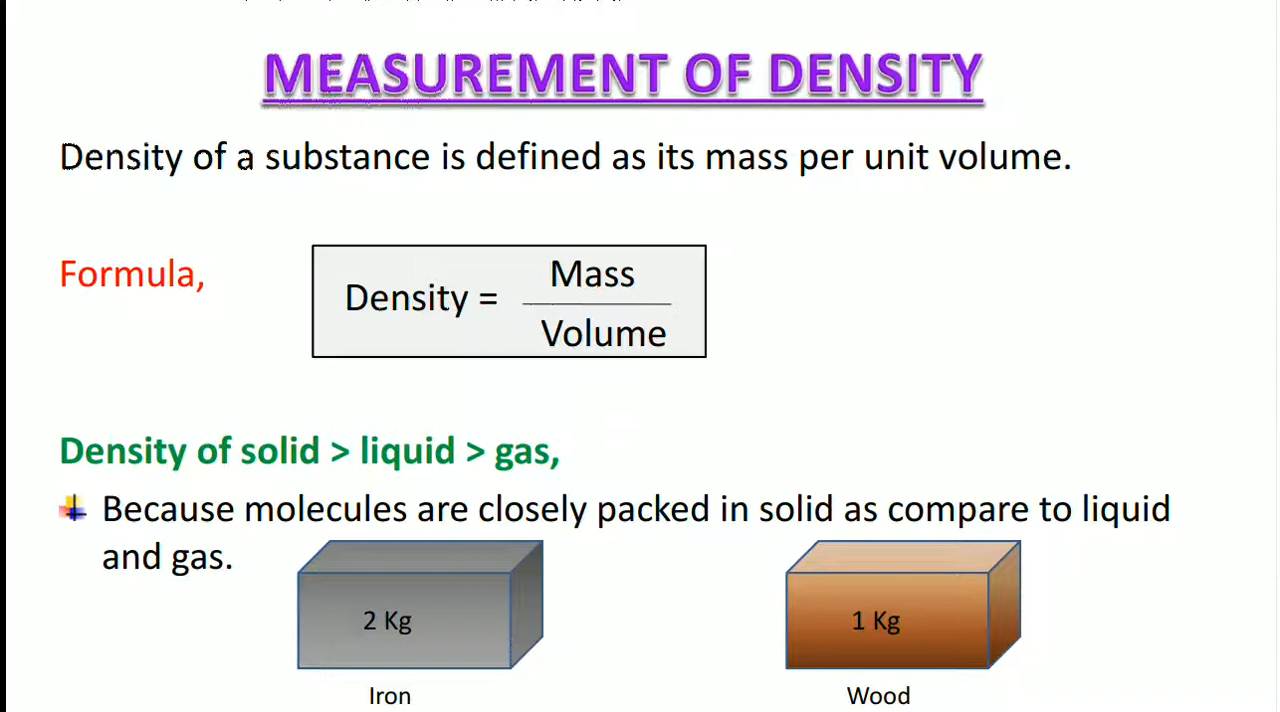 MEASUREMENT OF DENSITY
Density of a substance is defined as its mass per unit volume.
Formula,
Density = Mass
Volume
Density of solid > liquid > gas,
Because molecules are closely packed in solid as compare to liquid
and gas.
2 Kg
1 Kg
Iron
Wood